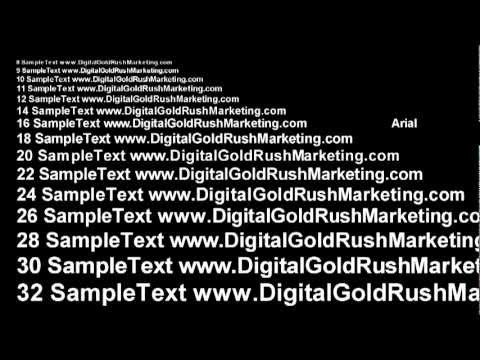 8 SampleText www.DigitalGoldRushMarketing.com
9 SampleText www.DigitalGoldRushMarketing.com
10 SampleText www.DigitalGoldRushMarketing.com
11 SampleText www.DigitalGoldRushMarketing.com
12 SampleText www.DigitalGoldRushMarketing.com
14 SampleText www.DigitalGoldRushMarketing.com
16 SampleText www.DigitalGoldRushMarketing.com Arial
18 SampleText www.DigitalGoldRushMarketing.com
20 SampleText www.DigitalGoldRushMarketing.com
22 SampleText www.DigitalGoldRushMarketing.com
24 SampleText www.DigitalGoldRushMarketing.com
26 SampleText www.DigitalGoldRushMarketing.co
28 SampleText www.DigitalGoldRushMarketing
30 SampleText www.DigitalGoldRushMarket
32 SampleText www.DigitalGoldRushMa